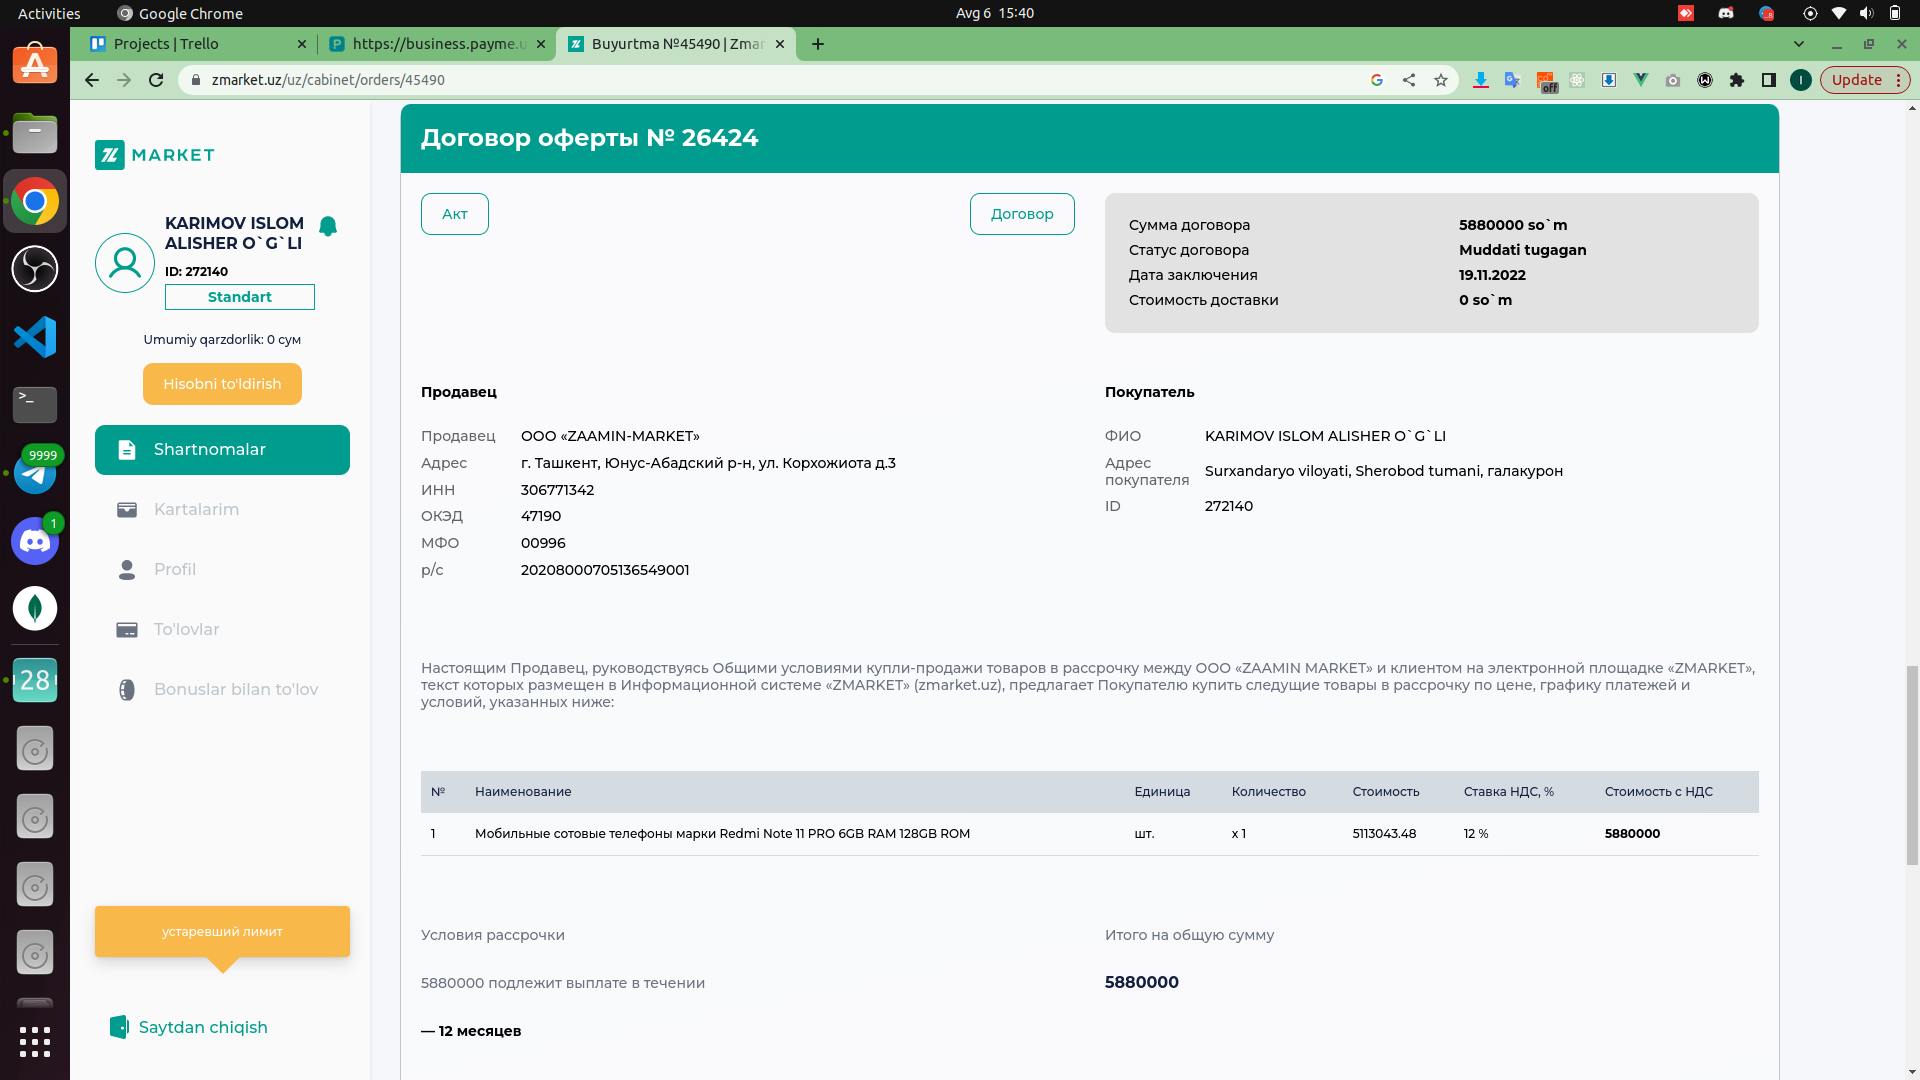 Activities
Google Chrome
Avg 6 15:40
Projects | Trello
https://business.payme.u
Buyurtma №45490 | Zmar
zmarket.uz/uz/cabinet/orders/45490
off
I
Update
9999
1
28
MARKET
KARIMOV ISLOM
ALISHER O`G`LI
ID: 272140
Standart
Umumiy qarzdorlik: 0 сум
Hisobni to'ldirish
Shartnomalar
Kartalarim
Profil
To'lovlar
Bonuslar bilan to'lov
устаревший лимит
Saytdan chiqish
Договор оферты № 26424
Акт
Договор
Сумма договора 5880000 so`m
Статус договора Muddati tugagan
Дата заключения 19.11.2022
Стоимость доставки 0 so`m
Продавец
Продавец ООО «ZAAMIN-MARKET»
Адрес г. Ташкент, Юнус-Абадский р-н, ул. Корхожиота д.3
ИНН 306771342
ОКЭД 47190
МФО 00996
р/с 20208000705136549001
Покупатель
ФИО KARIMOV ISLOM ALISHER O`G`LI
Адрес покупателя Surxandaryo viloyati, Sherobod tumani, галакурон
ID 272140
Настоящим Продавец, руководствуясь Общими условиями купли-продажи товаров в рассрочку между ООО «ZAAMIN MARKET» и клиентом на электронной площадке «ZMARKET»,
текст которых размещен в Информационной системе «ZMARKET» (zmarket.uz), предлагает Покупателю купить следущие товары в рассрочку по цене, графику платежей и
условий, указанных ниже:
№ Наименование Единица Количество Стоимость Ставка НДС, % Стоимость с НДС
1 Мобильные сотовые телефоны марки Redmi Note 11 PRO 6GB RAM 128GB ROM шт. x 1 5113043.48 12 % 5880000
Условия рассрочки
5880000 подлежит выплате в течении
— 12 месяцев
Итого на общую сумму
5880000